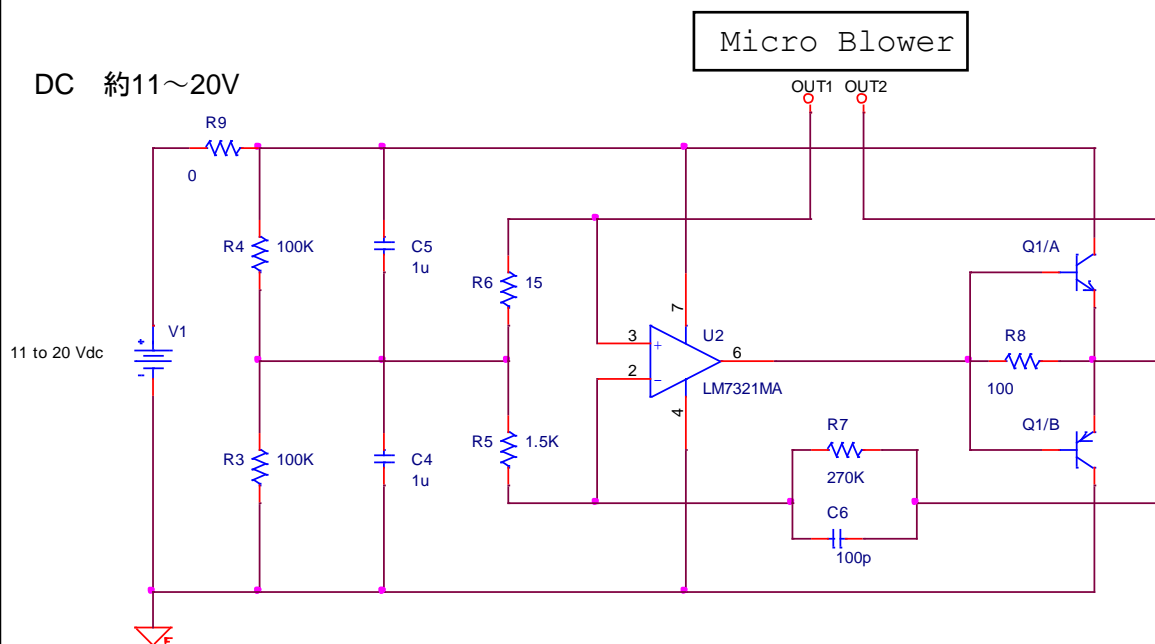 Micro Blower
DC 約11～20V
OUT1 OUT2
R9
0
R4 100K
C5
1u
R6 15
Q1/A
V1
11 to 20 Vdc
7
3
+
2
−
U2
6
LM7321MA
4
R8
100
R5 1.5K
R3 100K
C4
1u
R7
270K
C6
100p
Q1/B